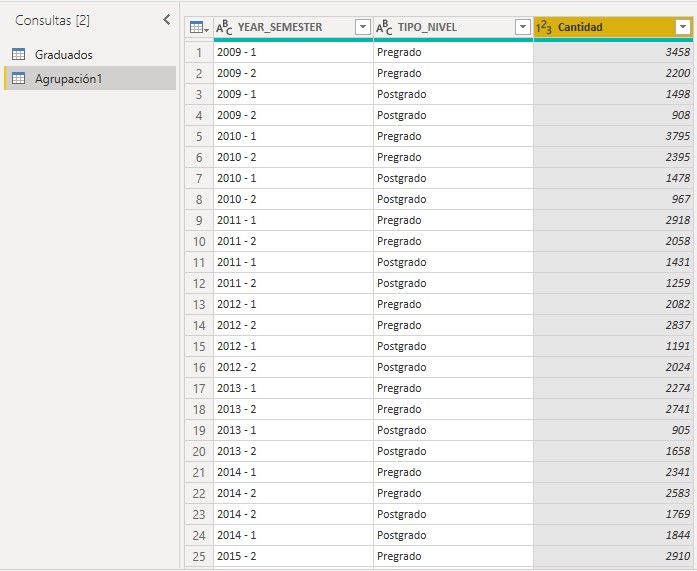 Consultas [2]
Graduados
Agrupación1
ABC YEAR_SEMESTER ABC TIPO_NIVEL 123 Cantidad
1 2009 - 1 Pregrado 3458
2 2009 - 2 Pregrado 2200
3 2009 - 1 Postgrado 1498
4 2009 - 2 Postgrado 908
5 2010 - 1 Pregrado 3795
6 2010 - 2 Pregrado 2395
7 2010 - 1 Postgrado 1478
8 2010 - 2 Postgrado 967
9 2011 - 1 Pregrado 2918
10 2011 - 2 Pregrado 2058
11 2011 - 1 Postgrado 1431
12 2011 - 2 Postgrado 1259
13 2012 - 1 Pregrado 2082
14 2012 - 2 Pregrado 2837
15 2012 - 1 Postgrado 1191
16 2012 - 2 Postgrado 2024
17 2013 - 1 Pregrado 2274
18 2013 - 2 Pregrado 2741
19 2013 - 1 Postgrado 905
20 2013 - 2 Postgrado 1658
21 2014 - 1 Pregrado 2341
22 2014 - 2 Pregrado 2583
23 2014 - 2 Postgrado 1769
24 2014 - 1 Postgrado 1844
25 2015 - 2 Pregrado 2910